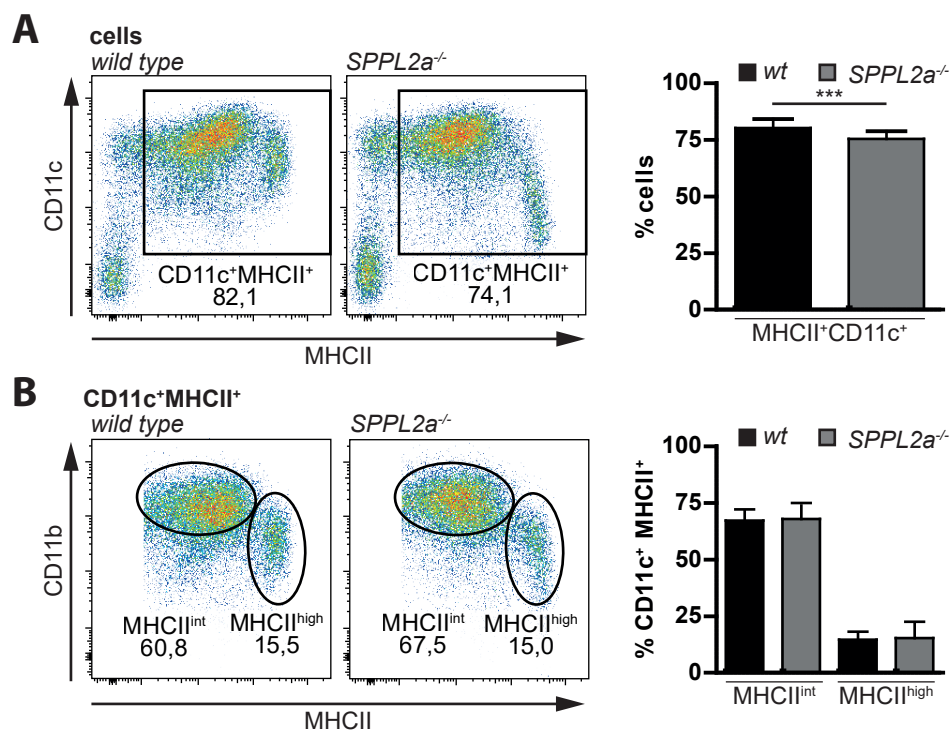 A
cells
wild type
SPPL2a⁻/⁻
CD11c
CD11c⁺MHCII⁺
82,1
CD11c⁺MHCII⁺
74,1
MHCII
wt
SPPL2a⁻/⁻
***
% cells
100
75
50
25
0
MHCII⁺CD11c⁺
B
CD11c⁺MHCII⁺
wild type
SPPL2a⁻/⁻
CD11b
MHCIIⁱⁿᵗ
60,8
MHCIIʰⁱᵍʰ
15,5
MHCIIⁱⁿᵗ
67,5
MHCIIʰⁱᵍʰ
15,0
MHCII
wt
SPPL2a⁻/⁻
% CD11c⁺ MHCII⁺
100
75
50
25
0
MHCIIⁱⁿᵗ
MHCIIʰⁱᵍʰ